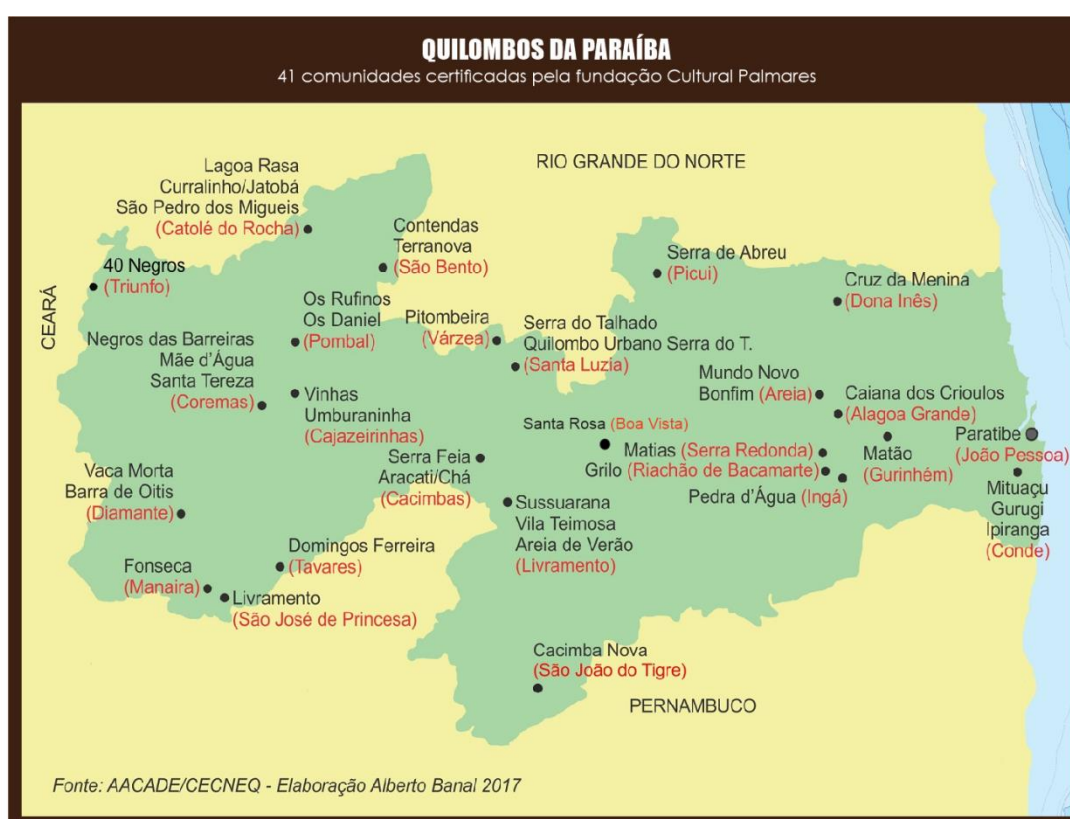 QUILOMBOS DA PARAÍBA
41 comunidades certificadas pela fundação Cultural Palmares
RIO GRANDE DO NORTE
CEARÁ
Lagoa Rasa
Curralinho/Jatobá
São Pedro dos Migueis
(Catolé do Rocha)
Contendas
Terranova
(São Bento)
Serra de Abreu
(Picui)
Cruz da Menina
(Dona Inês)
40 Negros
(Triunfo)
Os Rufinos
Os Daniel
(Pombal)
Pitombeira
(Várzea)
Serra do Talhado
Quilombo Urbano Serra do T.
(Santa Luzia)
Negros das Barreiras
Mãe d'Água
Santa Tereza
(Coremas)
Vinhas
Umburaninha
(Cajazeirinhas)
Mundo Novo
Bonfim (Areia)
Caiana dos Crioulos
(Alagoa Grande)
Santa Rosa (Boa Vista)
Matias (Serra Redonda)
Grilo (Riachão de Bacamarte)
Pedra d'Água (Ingá)
Matão
(Gurinhém)
Paratibe
(João Pessoa)
Mituaçu
Gurugi
Ipiranga
(Conde)
Serra Feia
Aracati/Chá
(Cacimbas)
Vaca Morta
Barra de Oitis
(Diamante)
Sussuarana
Vila Teimosa
Areia de Verão
(Livramento)
Domingos Ferreira
(Tavares)
Fonseca
(Manaira)
Livramento
(São José de Princesa)
Cacimba Nova
(São João do Tigre)
PERNAMBUCO
Fonte: AACADE/CECNEQ - Elaboração Alberto Banal 2017